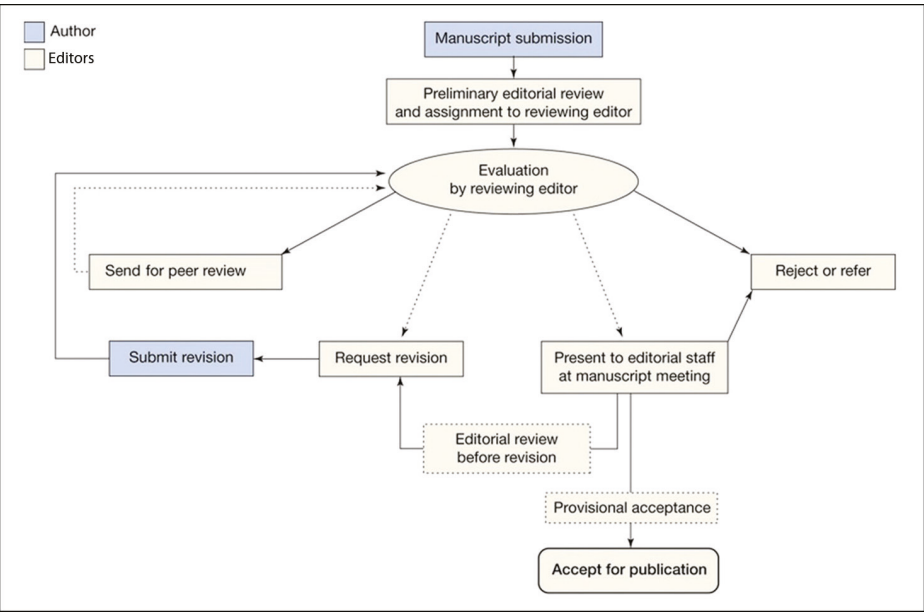 Author
Editors
Manuscript submission
Preliminary editorial review
and assignment to reviewing editor
Evaluation
by reviewing editor
Send for peer review
Reject or refer
Submit revision
Request revision
Present to editorial staff
at manuscript meeting
Editorial review
before revision
Provisional acceptance
Accept for publication